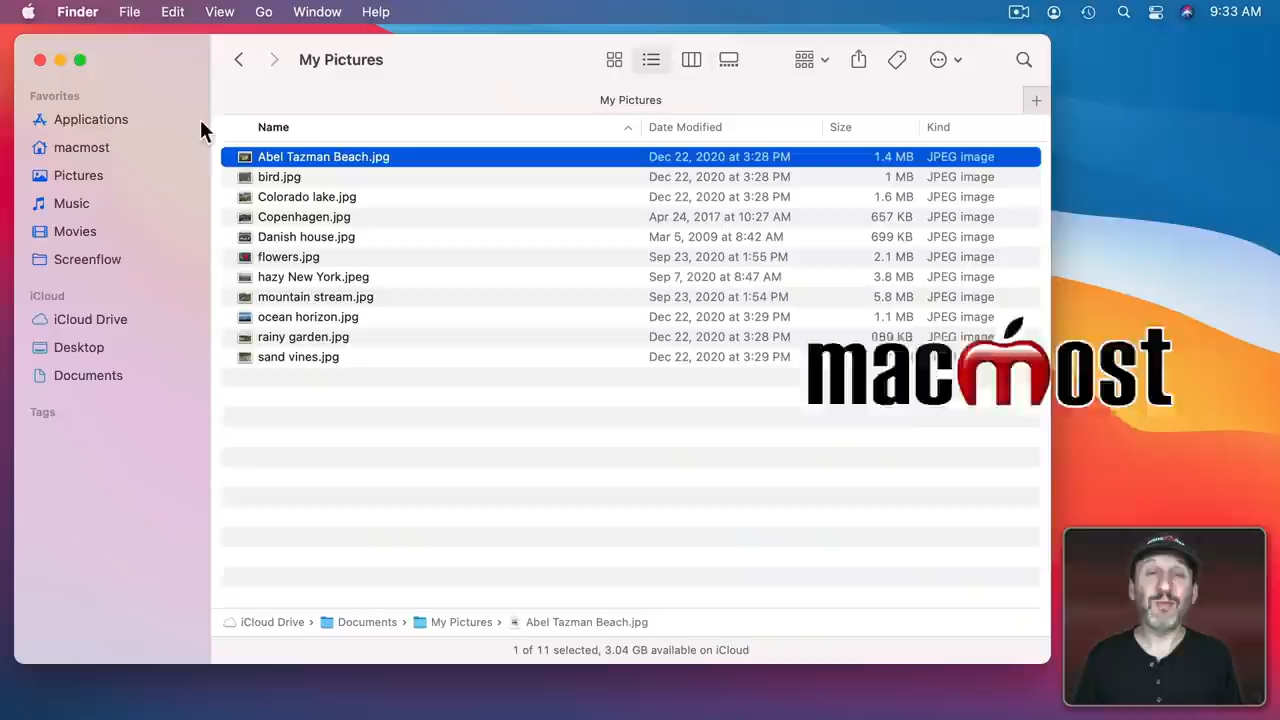 Finder File Edit View Go Window Help 9:33 AM
My Pictures
Favorites
My Pictures
Applications
Name Date Modified Size Kind
macmost
Abel Tazman Beach.jpg Dec 22, 2020 at 3:28 PM 1.4 MB JPEG image
Pictures
bird.jpg Dec 22, 2020 at 3:28 PM 1 MB JPEG image
Colorado lake.jpg Dec 22, 2020 at 3:28 PM 1.6 MB JPEG image
Music
Copenhagen.jpg Apr 24, 2017 at 10:27 AM 657 KB JPEG image
Movies
Danish house.jpg Mar 5, 2009 at 8:42 AM 699 KB JPEG image
Screenflow
flowers.jpg Sep 23, 2020 at 1:55 PM 2.1 MB JPEG image
hazy New York.jpeg Sep 7, 2020 at 8:47 AM 3.8 MB JPEG image
iCloud
mountain stream.jpg Sep 23, 2020 at 1:54 PM 5.8 MB JPEG image
iCloud Drive
ocean horizon.jpg Dec 22, 2020 at 3:29 PM 1.1 MB JPEG image
rainy garden.jpg Dec 22, 2020 at 3:28 PM KB JPEG image
Desktop
sand vines.jpg Dec 22, 2020 at 3:29 PM
macmost
Documents
Tags
iCloud Drive › Documents › My Pictures › Abel Tazman Beach.jpg
1 of 11 selected, 3.04 GB available on iCloud